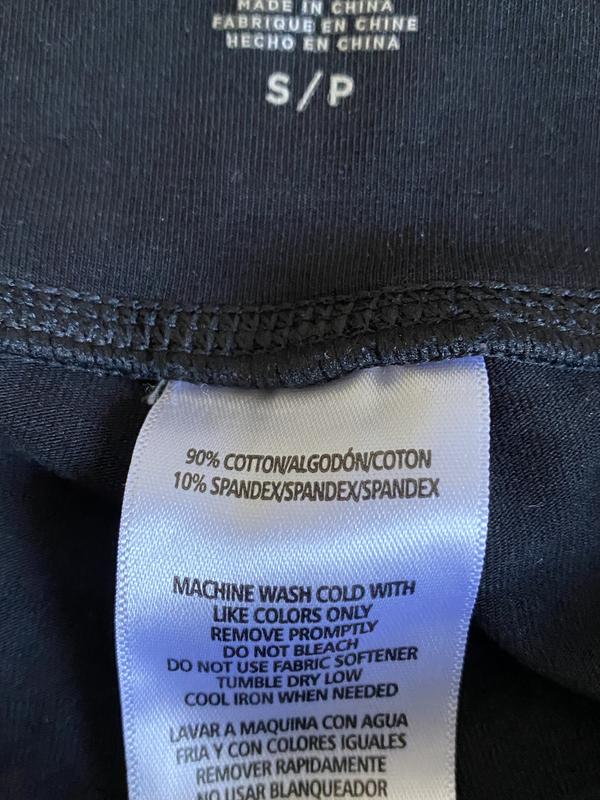 MADE IN CHINA
FABRIQUE EN CHINE
HECHO EN CHINA
S/P
90% COTTON/ALGODÓN/COTON
10% SPANDEX/SPANDEX/SPANDEX
MACHINE WASH COLD WITH
LIKE COLORS ONLY
REMOVE PROMPTLY
DO NOT BLEACH
DO NOT USE FABRIC SOFTENER
TUMBLE DRY LOW
COOL IRON WHEN NEEDED
LAVAR A MAQUINA CON AGUA
FRIA Y CON COLORES IGUALES
REMOVER RAPIDAMENTE
NO USAR BLANQUEADOR